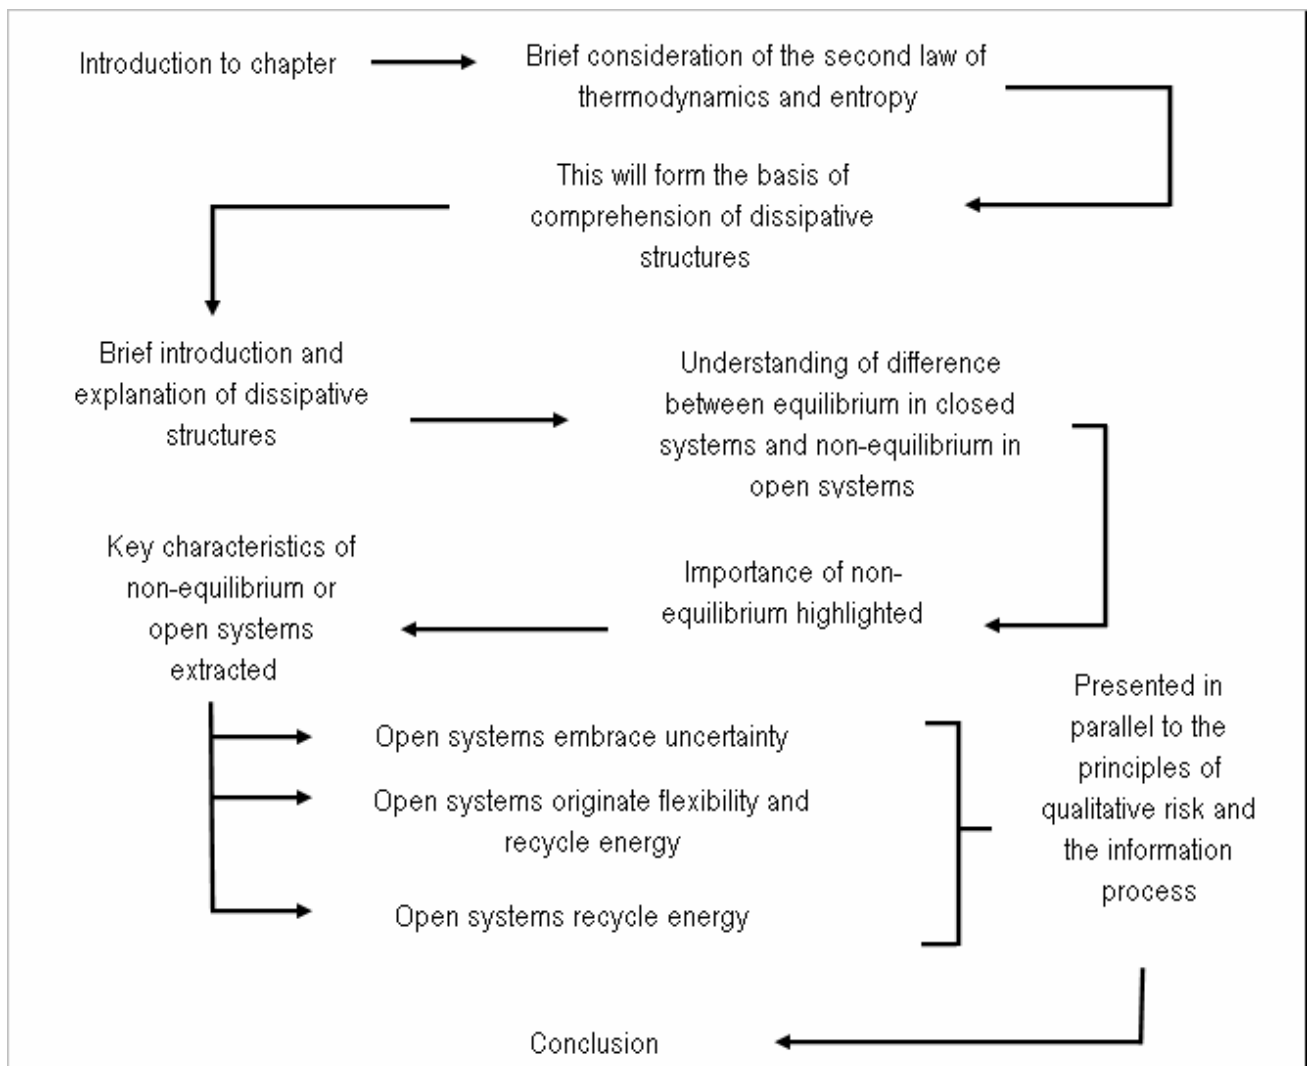 Introduction to chapter
Brief consideration of the second law of
thermodynamics and entropy
This will form the basis of
comprehension of dissipative
structures
Brief introduction and
explanation of dissipative
structures
Understanding of difference
between equilibrium in closed
systems and non-equilibrium in
open systems
Importance of non-
equilibrium highlighted
Key characteristics of
non-equilibrium or
open systems
extracted
Open systems embrace uncertainty
Open systems originate flexibility and
recycle energy
Open systems recycle energy
Presented in
parallel to the
principles of
qualitative risk and
the information
process
Conclusion